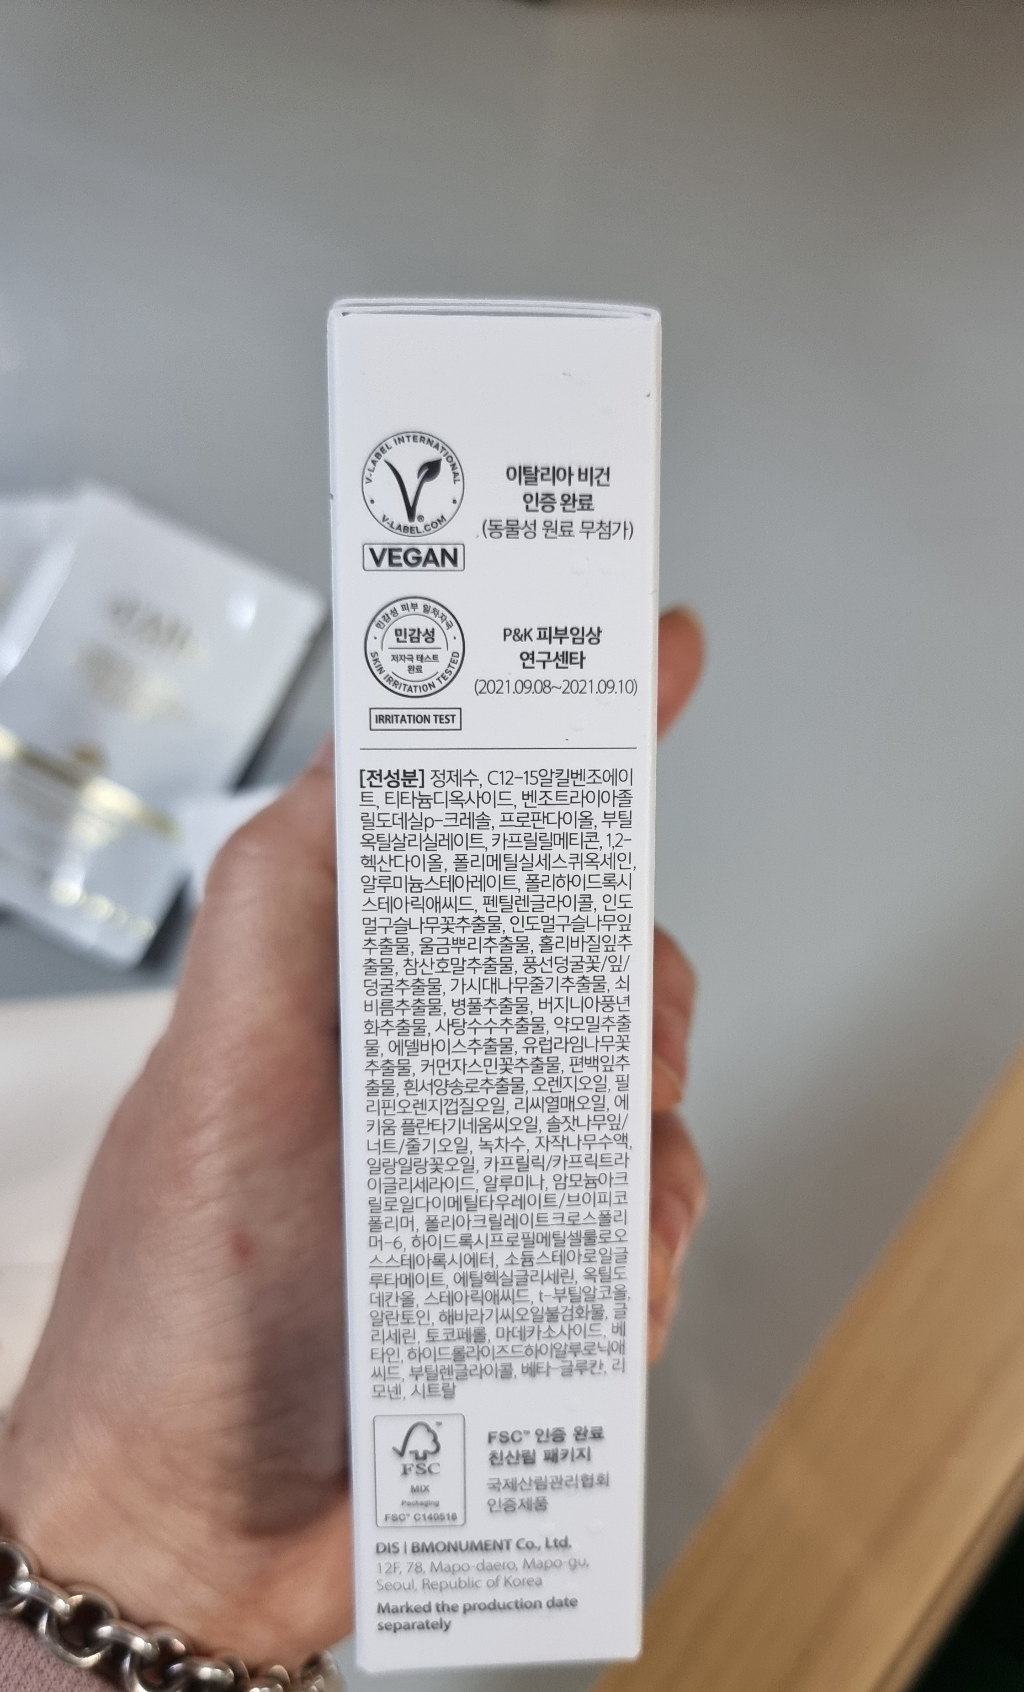 V-LABEL INTERNATIONAL
V-LABEL.COM
VEGAN
이탈리아 비건
인증 완료
(동물성 원료 무첨가)
민감성 피부 일차자극
민감성
저자극 테스트
완료
SKIN IRRITATION TESTED
IRRITATION TEST
P&K 피부임상
연구센타
(2021.09.08~2021.09.10)
[전성분] 정제수, C12-15알킬벤조에이
트, 티타늄디옥사이드, 벤조트라이아졸
릴도데실p-크레솔, 프로판다이올, 부틸
옥틸살리실레이트, 카프릴릴메티콘, 1,2-
헥산다이올, 폴리메틸실세스퀴옥세인,
알루미늄스테아레이트, 폴리하이드록시
스테아릭애씨드, 펜틸렌글라이콜, 인도
멀구슬나무꽃추출물, 인도멀구슬나무잎
추출물, 울금뿌리추출물, 홀리바질잎추
출물, 참산호말추출물, 풍선덩굴꽃/잎/
덩굴추출물, 가시대나무줄기추출물, 쇠
비름추출물, 병풀추출물, 버지니아풍년
화추출물, 사탕수수추출물, 약모밀추출
물, 에델바이스추출물, 유럽라임나무꽃
추출물, 커먼자스민꽃추출물, 편백잎추
출물, 흰서양송로추출물, 오렌지오일, 필
리핀오렌지껍질오일, 리씨열매오일, 에
키움 플란타기네움씨오일, 솔잣나무잎/
너트/줄기오일, 녹차수, 자작나무수액,
일랑일랑꽃오일, 카프릴릭/카프릭트라
이글리세라이드, 알루미나, 암모늄아크
릴로일다이메틸타우레이트/브이피코
폴리머, 폴리아크릴레이트크로스폴리
머-6, 하이드록시프로필메틸셀룰로오
스스테아록시에터, 소듐스테아로일글
루타메이트, 에틸헥실글리세린, 옥틸도
데칸올, 스테아릭애씨드, t-부틸알코올,
알란토인, 해바라기씨오일불검화물, 글
리세린, 토코페롤, 마데카소사이드, 베
타인, 하이드롤라이즈드하이알루로닉애
씨드, 부틸렌글라이콜, 베타-글루칸, 리
모넨, 시트랄
FSC
MIX
Packaging
FSC™ C140518
FSC™ 인증 완료
친산림 패키지
국제산림관리협회
인증제품
DIS | BMONUMENT Co., Ltd.
12F, 78, Mapo-daero, Mapo-gu,
Seoul, Republic of Korea
Marked the production date
separately